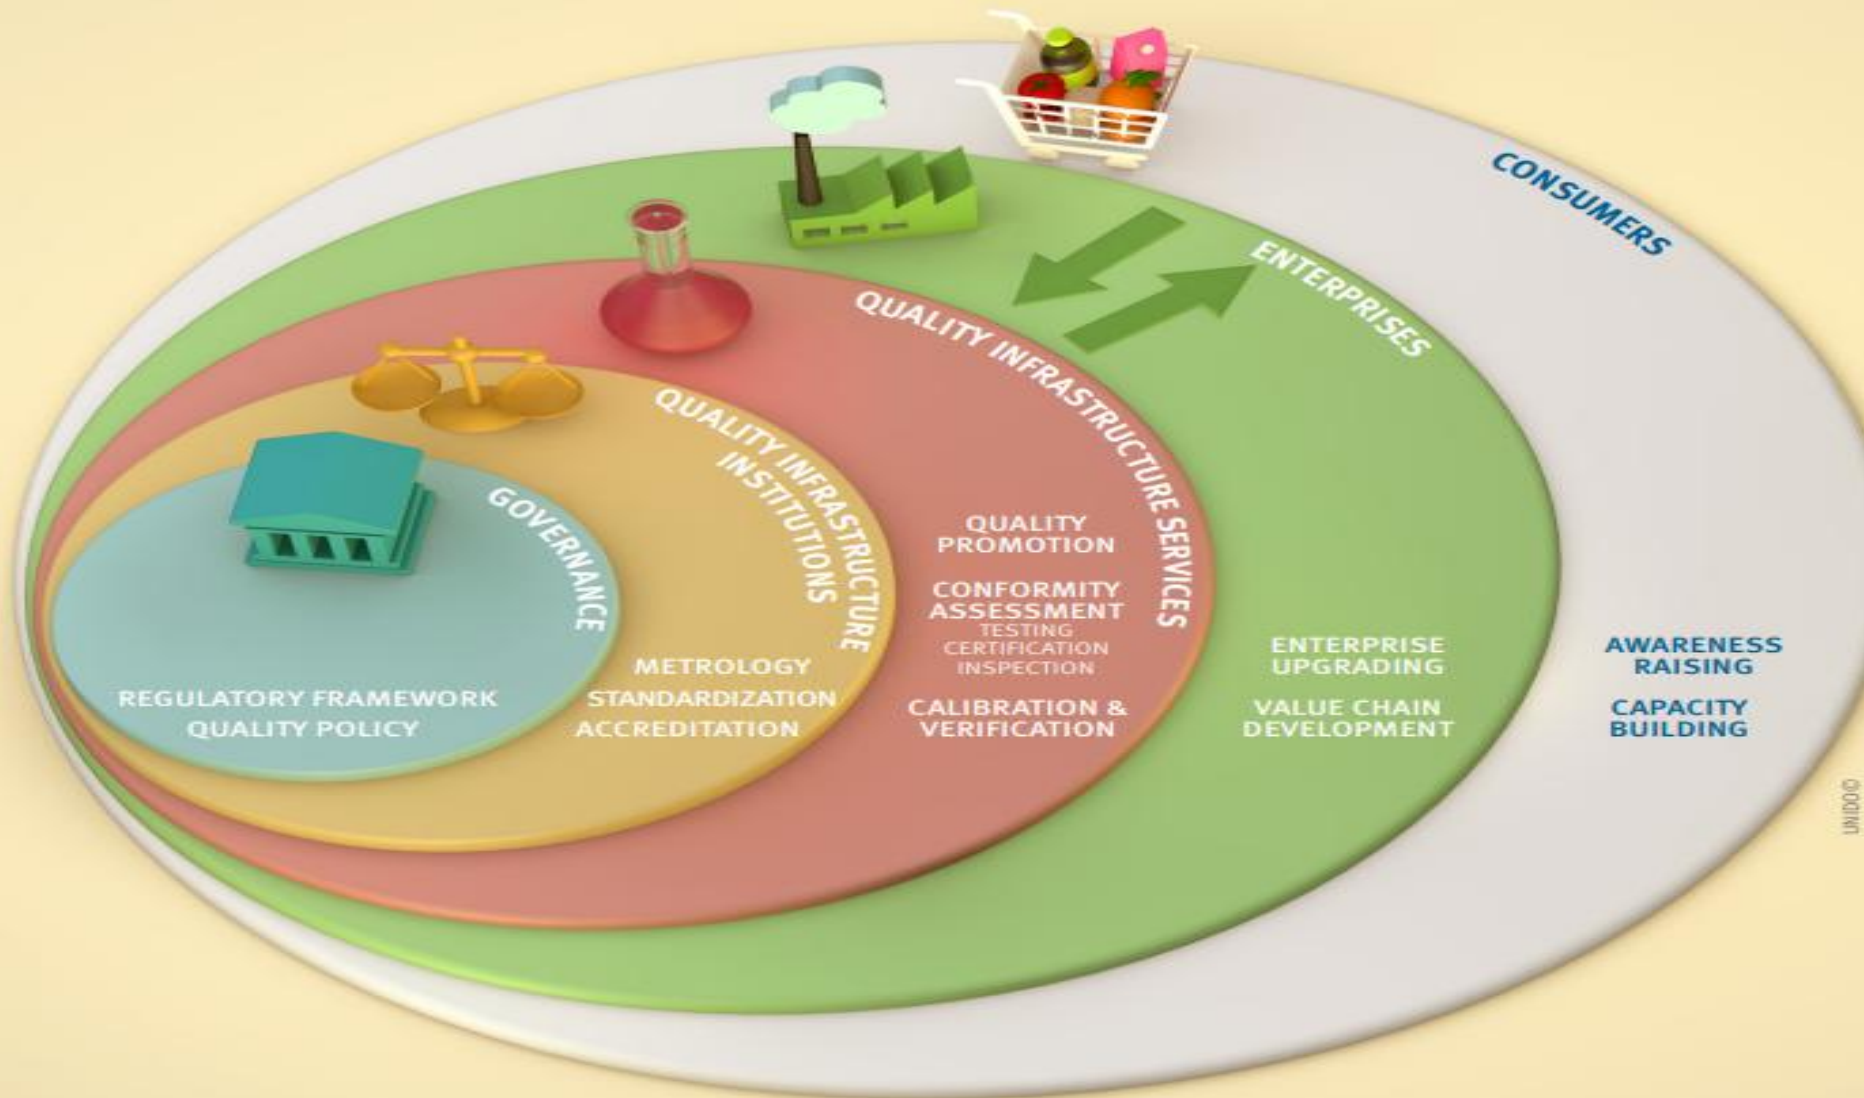 CONSUMERS
ENTERPRISES
QUALITY INFRASTRUCTURE SERVICES
QUALITY INFRASTRUCTURE
INSTITUTIONS
GOVERNANCE
REGULATORY FRAMEWORK
QUALITY POLICY
METROLOGY
STANDARDIZATION
ACCREDITATION
QUALITY
PROMOTION
CONFORMITY
ASSESSMENT
TESTING
CERTIFICATION
INSPECTION
CALIBRATION &
VERIFICATION
ENTERPRISE
UPGRADING
VALUE CHAIN
DEVELOPMENT
AWARENESS
RAISING
CAPACITY
BUILDING
UNIDO©